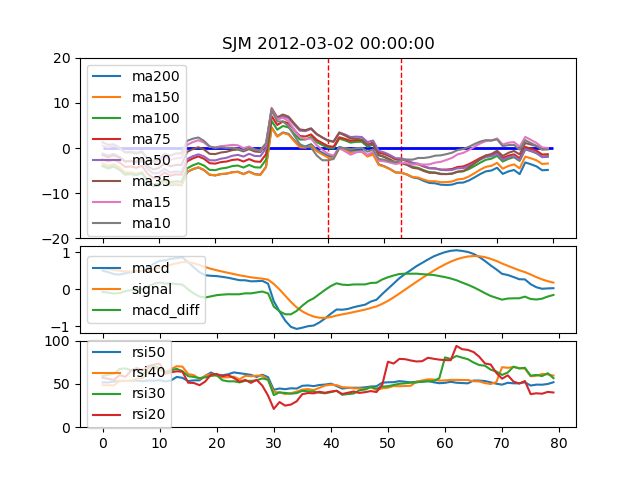 SJM 2012-03-02 00:00:00
20
10
0
−10
−20
ma200
ma150
ma100
ma75
ma50
ma35
ma15
ma10
1
0
−1
macd
signal
macd_diff
100
50
0
rsi50
rsi40
rsi30
rsi20
0 10 20 30 40 50 60 70 80